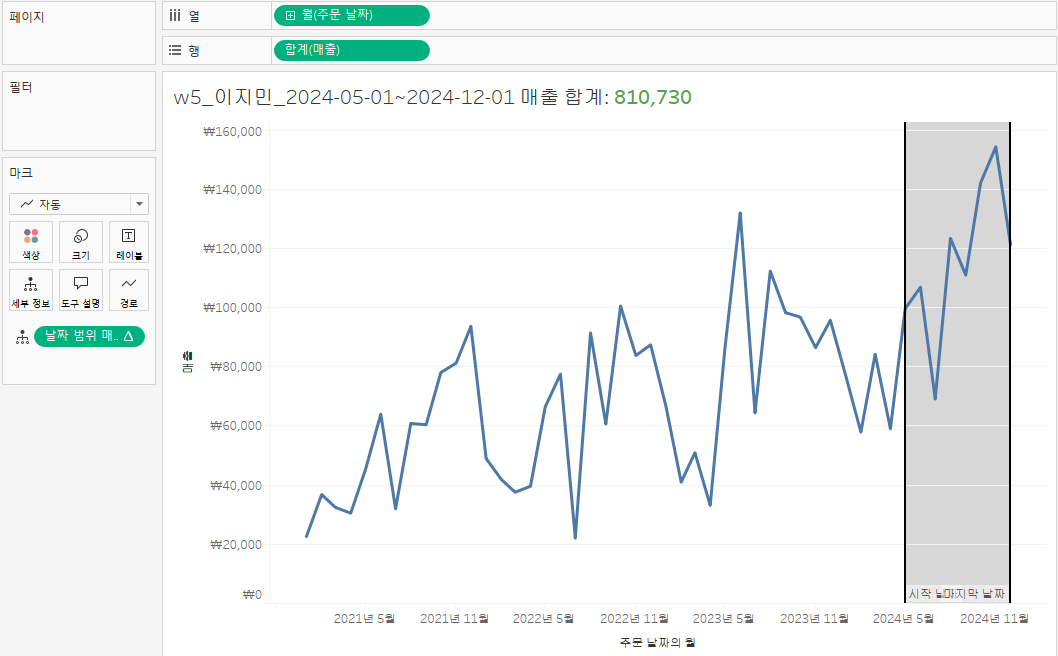 페이지
필터
마크
자동
색상
크기
레이블
세부 정보
도구 설명
경로
날짜 범위 매..
열
월(주문 날짜)
행
합계(매출)
w5_이지민_2024-05-01~2024-12-01 매출 합계: 810,730
₩160,000
₩140,000
₩120,000
₩100,000
₩80,000
₩60,000
₩40,000
₩20,000
₩0
매출
시작 날
마지막 날짜
2021년 5월
2021년 11월
2022년 5월
2022년 11월
2023년 5월
2023년 11월
2024년 5월
2024년 11월
주문 날짜의 월